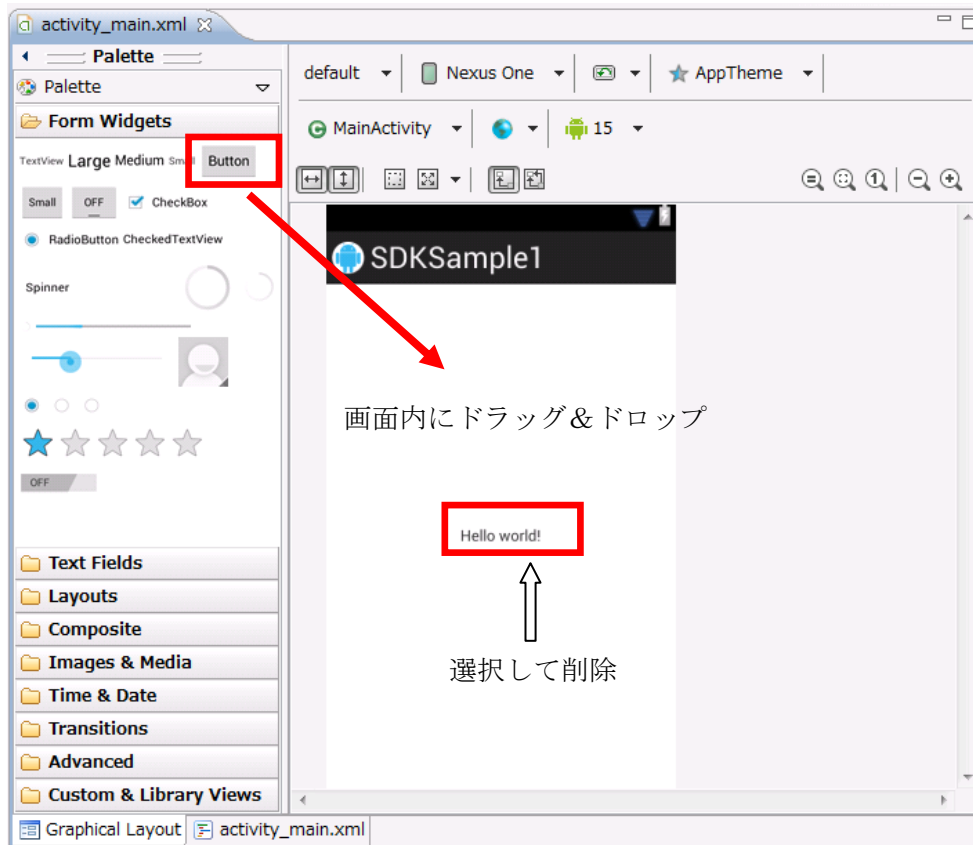 activity_main.xml
Palette
Palette
Form Widgets
TextView Large Medium Small Button
Small OFF CheckBox
RadioButton CheckedTextView
Spinner
OFF
Text Fields
Layouts
Composite
Images & Media
Time & Date
Transitions
Advanced
Custom & Library Views
Graphical Layout activity_main.xml
default Nexus One AppTheme
MainActivity 15
SDKSample1
画面内にドラッグ&ドロップ
Hello world!
選択して削除